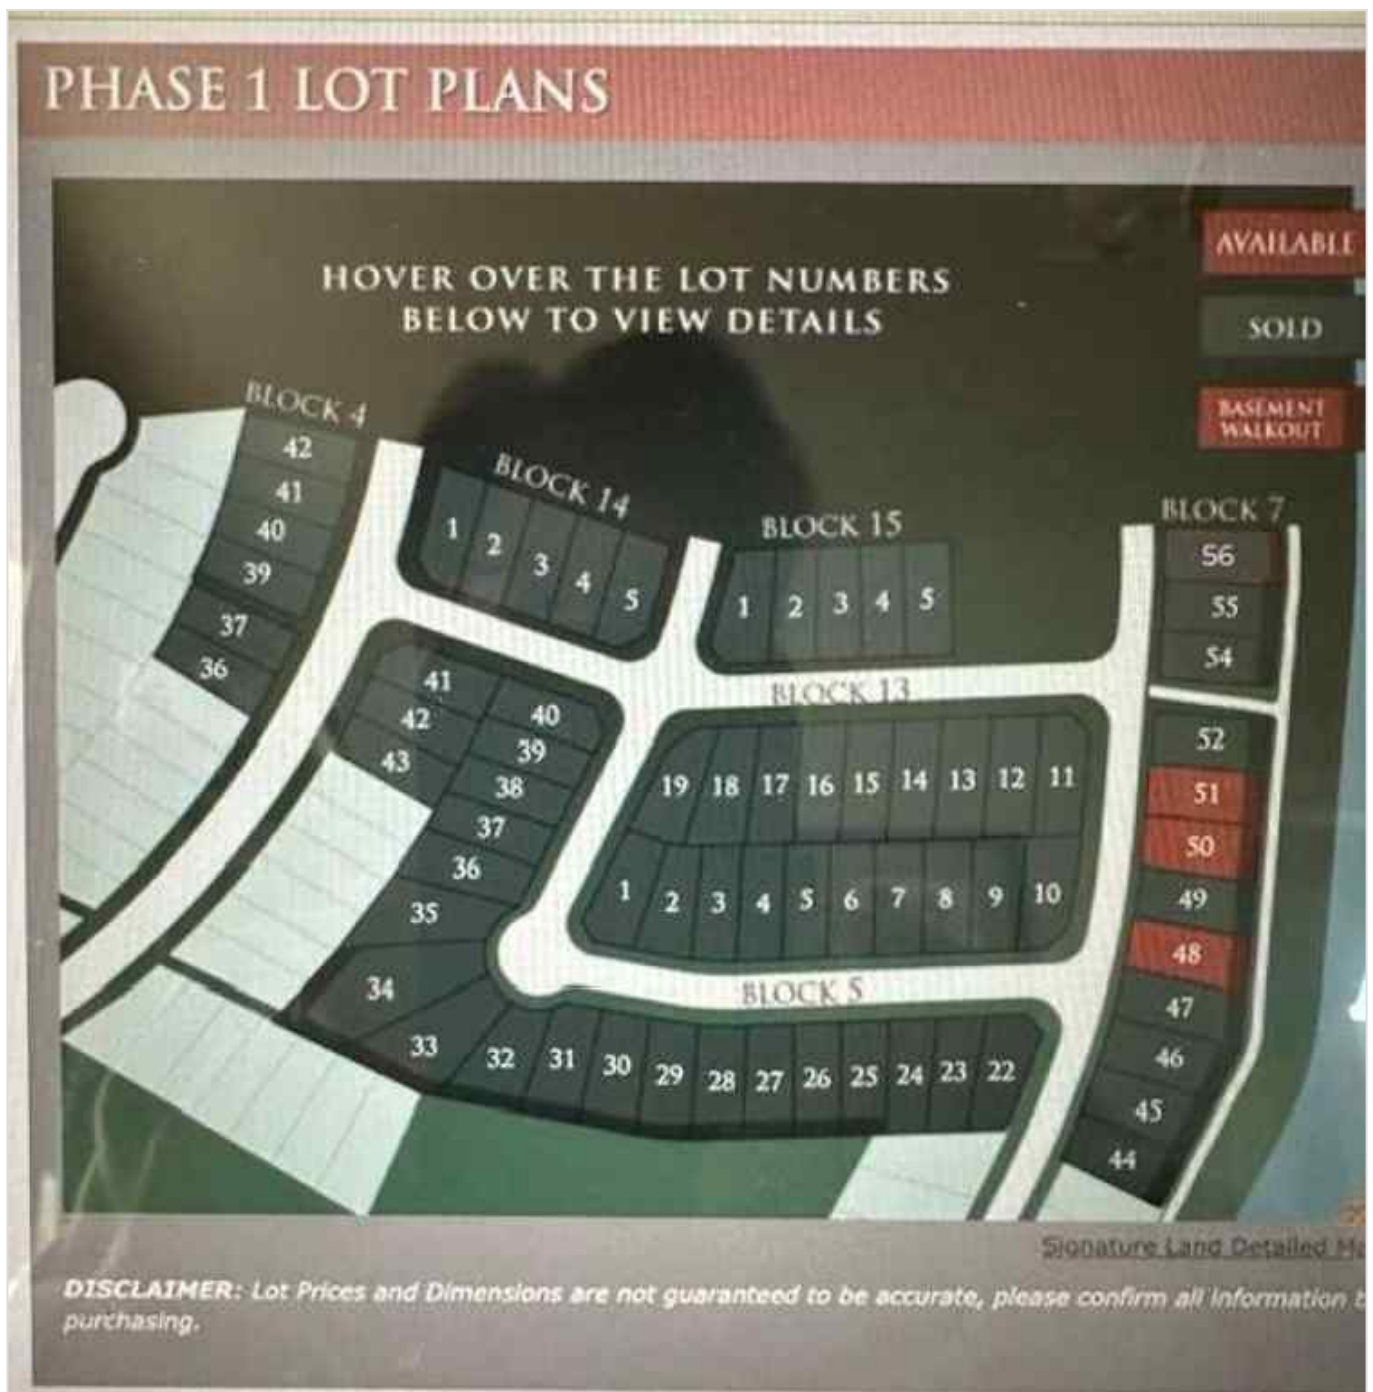 PHASE 1 LOT PLANS
AVAILABLE
HOVER OVER THE LOT NUMBERS
BELOW TO VIEW DETAILS
SOLD
BASEMENT
WALKOUT
BLOCK 4
42
41
40
39
37
36
BLOCK 14
1 2 3 4 5
BLOCK 15
1 2 3 4 5
BLOCK 7
56
55
54
52
51
50
49
48
47
46
45
44
BLOCK 13
19 18 17 16 15 14 13 12 11
1 2 3 4 5 6 7 8 9 10
41
42
43
40
39
38
37
36
35
34
33
BLOCK 5
32 31 30 29 28 27 26 25 24 23 22
Signature Land Detailed
DISCLAIMER: Lot Prices and Dimensions are not guaranteed to be accurate, please confirm all information
purchasing.